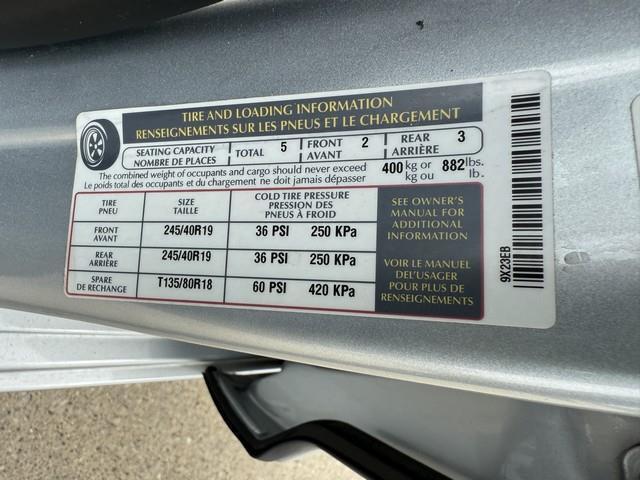 TIRE AND LOADING INFORMATION
RENSEIGNEMENTS SUR LES PNEUS ET LE CHARGEMENT
SEATING CAPACITY
NOMBRE DE PLACES
TOTAL 5
FRONT
AVANT 2
REAR
ARRIÈRE 3
The combined weight of occupants and cargo should never exceed
Le poids total des occupants et du chargement ne doit jamais dépasser
400 kg or
kg ou
882 lbs.
lb.
TIRE
PNEU
SIZE
TAILLE
COLD TIRE PRESSURE
PRESSION DES
PNEUS À FROID
FRONT
AVANT
245/40R19
36 PSI 250 KPa
REAR
ARRIÈRE
245/40R19
36 PSI 250 KPa
SPARE
DE RECHANGE
T135/80R18
60 PSI 420 KPa
SEE OWNER'S
MANUAL FOR
ADDITIONAL
INFORMATION
VOIR LE MANUEL
DE L'USAGER
POUR PLUS DE
RENSEIGNEMENTS
9X23EB